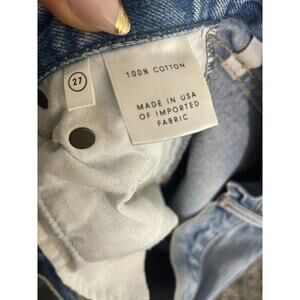 27
100% COTTON
MADE IN USA
OF IMPORTED
FABRIC